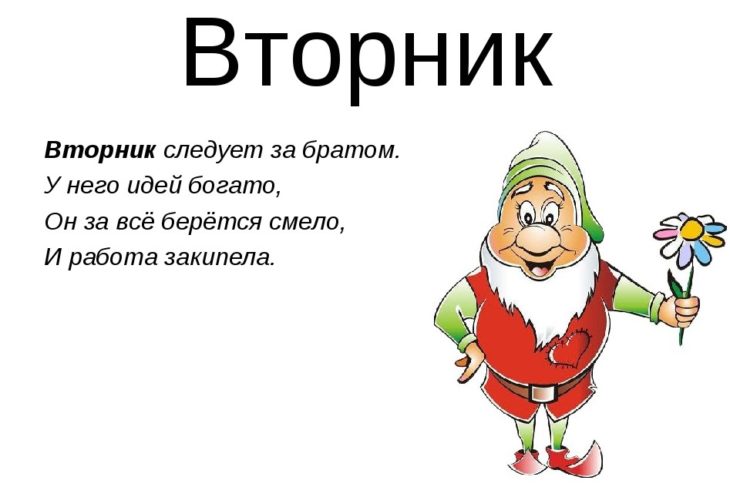 Вторник
Вторник следует за братом.
У него идей богато,
Он за всё берётся смело,
И работа закипела.